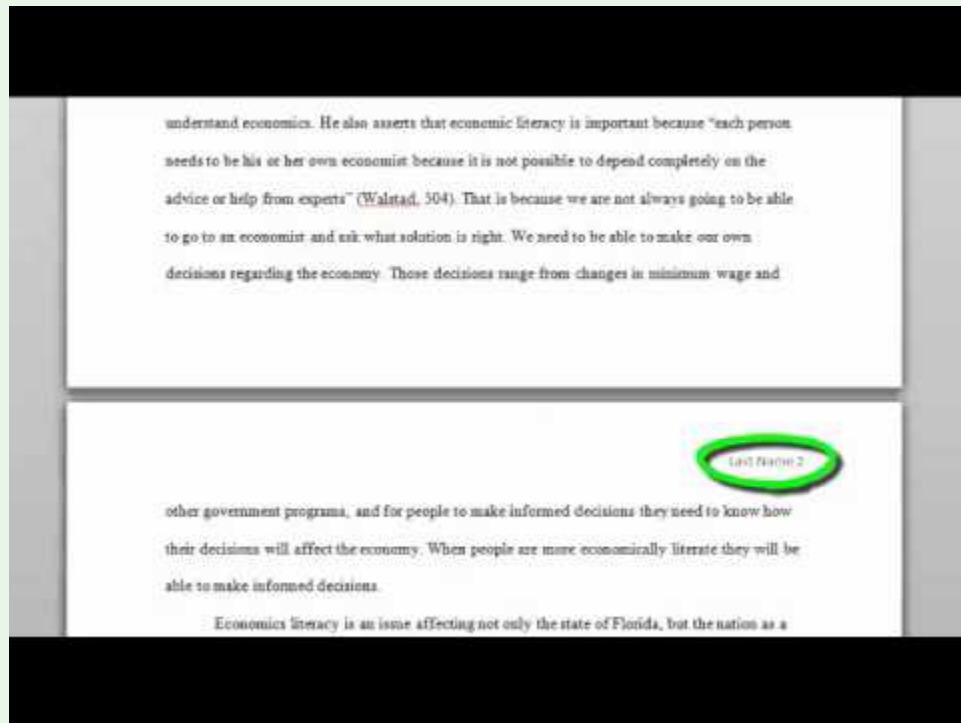 understand economics. He also asserts that economic literacy is important because “each person
needs to be his or her own economist because it is not possible to depend completely on the
advice or help from experts” (Walstad, 504). That is because we are not always going to be able
to go to an economist and ask what solution is right. We need to be able to make our own
decisions regarding the economy. Those decisions range from changes in minimum wage and
Last Name 2
other government programs, and for people to make informed decisions they need to know how
their decisions will affect the economy. When people are more economically literate they will be
able to make informed decisions.
Economics literacy is an issue affecting not only the state of Florida, but the nation as a